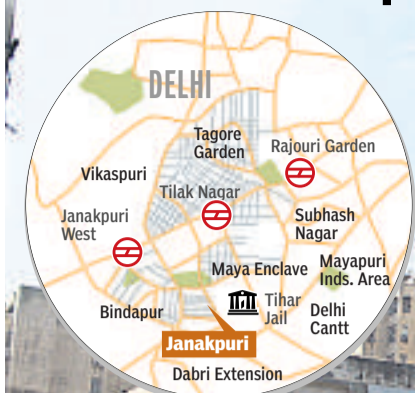 DELHI
Tagore
Garden
Rajouri Garden
Vikaspuri
Tilak Nagar
Janakpuri
West
Subhash
Nagar
Maya Enclave
Mayapuri
Inds. Area
Tihar
Jail
Delhi
Cantt
Bindapur
Janakpuri
Dabri Extension